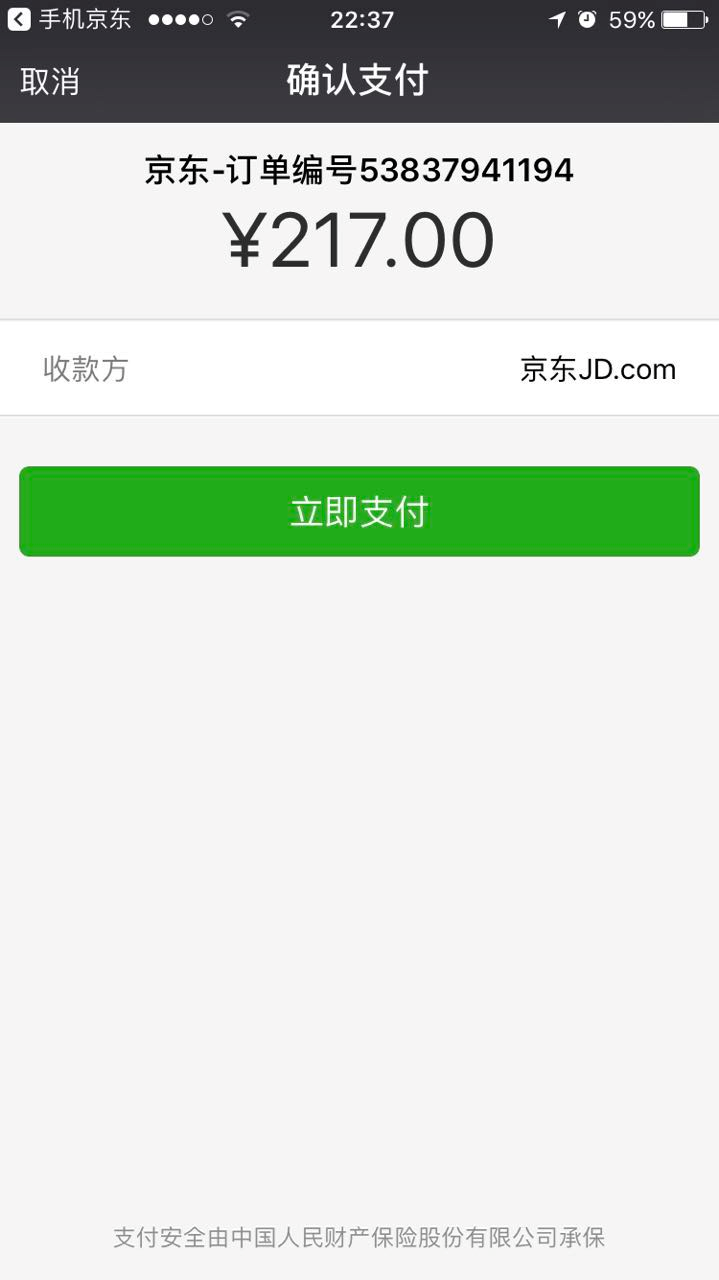 手机京东 22:37 59%
取消 确认支付
京东-订单编号53837941194
¥217.00
收款方 京东JD.com
立即支付
支付安全由中国人民财产保险股份有限公司承保